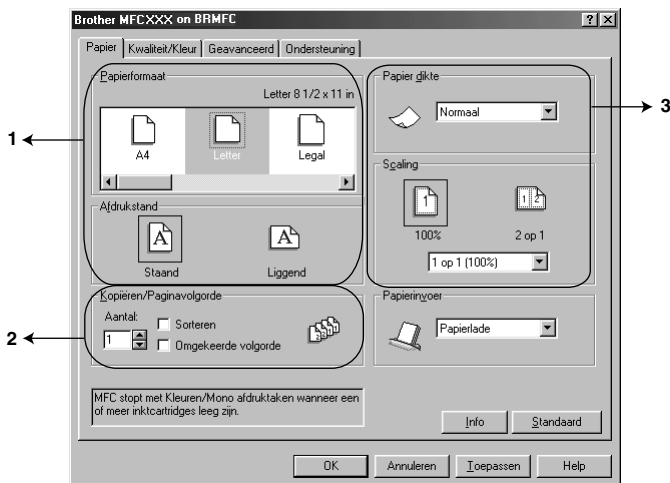 Brother MFCXXX on BRMFC
Papier Kwaliteit/Kleur Geavanceerd Ondersteuning
Papierformaat
Letter 8 1/2 x 11 in
A4 Letter Legal
Afdrukstand
A A
Staand Liggend
Kopiëren/Paginavolgorde
Aantal:
1
Sorteren
Omgekeerde volgorde
Papier dikte
Normaal
Scaling
1 1 2
100% 2 op 1
1 op 1 (100%)
Papierinvoer
Papierlade
MFC stopt met Kleuren/Mono afdruktaken wanneer een
of meer inktcartridges leeg zijn.
Info Standaard
OK Annuleren Toepassen Help
1
2
3